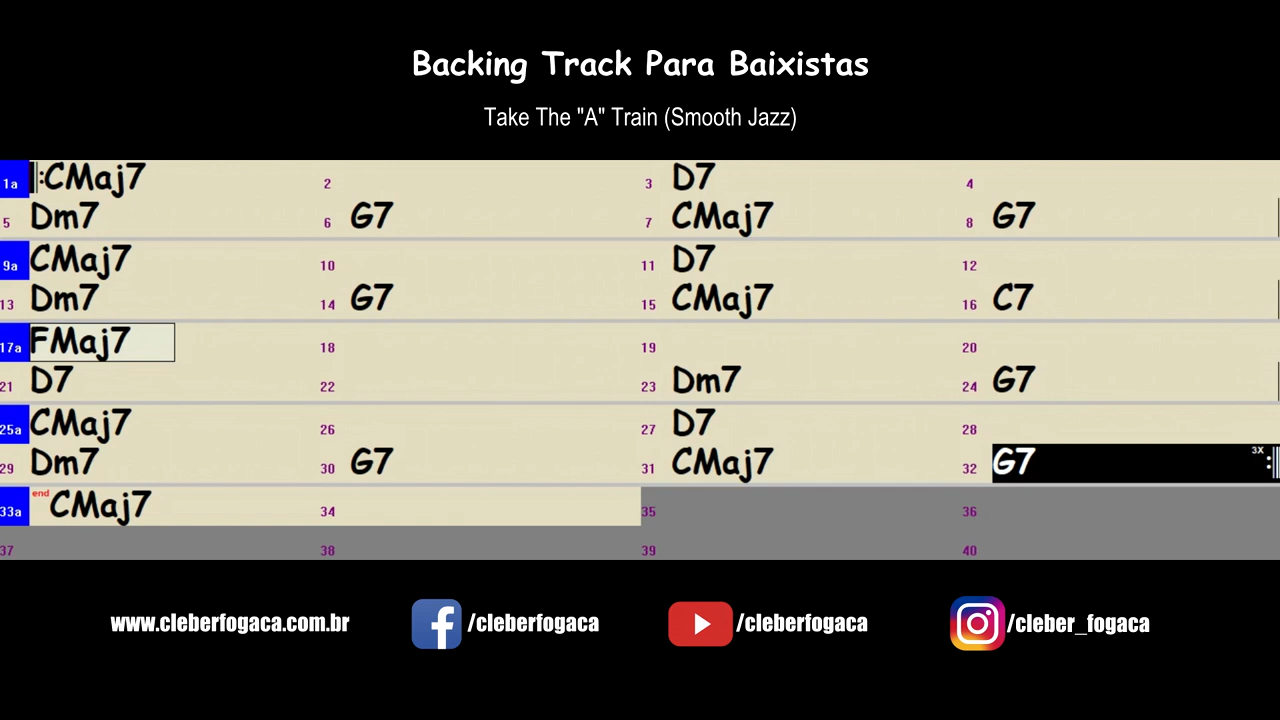 Backing Track Para Baixistas
Take The "A" Train (Smooth Jazz)
1a CMaj7 2 3 D7 4
5 Dm7 6 G7 7 CMaj7 8 G7
9a CMaj7 10 11 D7 12
13 Dm7 14 G7 15 CMaj7 16 C7
17a FMaj7 18 19 20
21 D7 22 23 Dm7 24 G7
25a CMaj7 26 27 D7 28
29 Dm7 30 G7 31 CMaj7 32 G7 3X
33a end CMaj7 34 35 36
37 38 39 40
www.cleberfogaca.com.br /cleberfogaca /cleberfogaca /cleber_fogaca